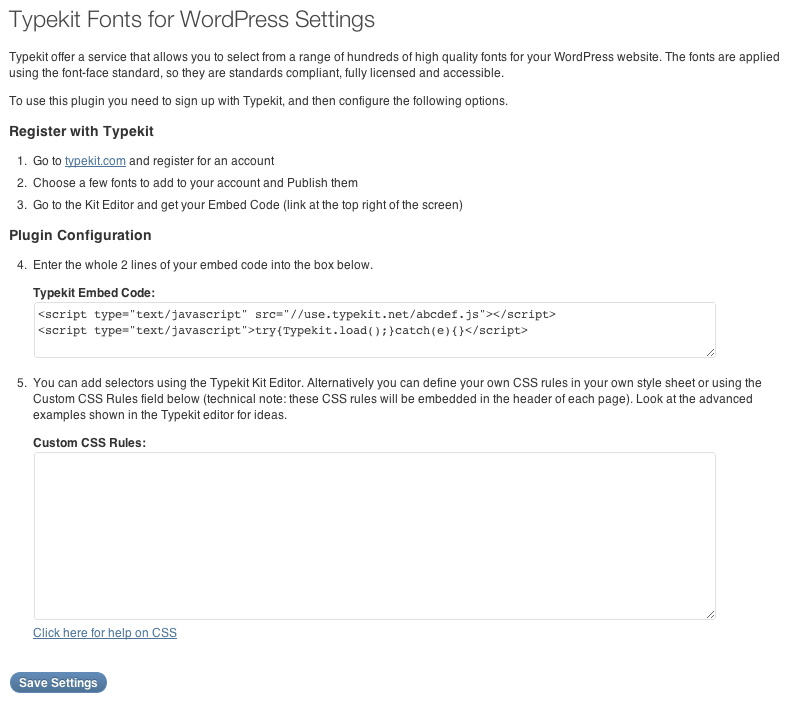 Typekit Fonts for WordPress Settings
Typekit offer a service that allows you to select from a range of hundreds of high quality fonts for your WordPress website. The fonts are applied
using the font-face standard, so they are standards compliant, fully licensed and accessible.
To use this plugin you need to sign up with Typekit, and then configure the following options.
Register with Typekit
1. Go to typekit.com and register for an account
2. Choose a few fonts to add to your account and Publish them
3. Go to the Kit Editor and get your Embed Code (link at the top right of the screen)
Plugin Configuration
4. Enter the whole 2 lines of your embed code into the box below.
Typekit Embed Code:
<script type="text/javascript" src="//use.typekit.net/abcdef.js"></script>
<script type="text/javascript">try{Typekit.load();}catch(e){}</script>
5. You can add selectors using the Typekit Kit Editor. Alternatively you can define your own CSS rules in your own style sheet or using the
Custom CSS Rules field below (technical note: these CSS rules will be embedded in the header of each page). Look at the advanced
examples shown in the Typekit editor for ideas.
Custom CSS Rules:
Click here for help on CSS
Save Settings